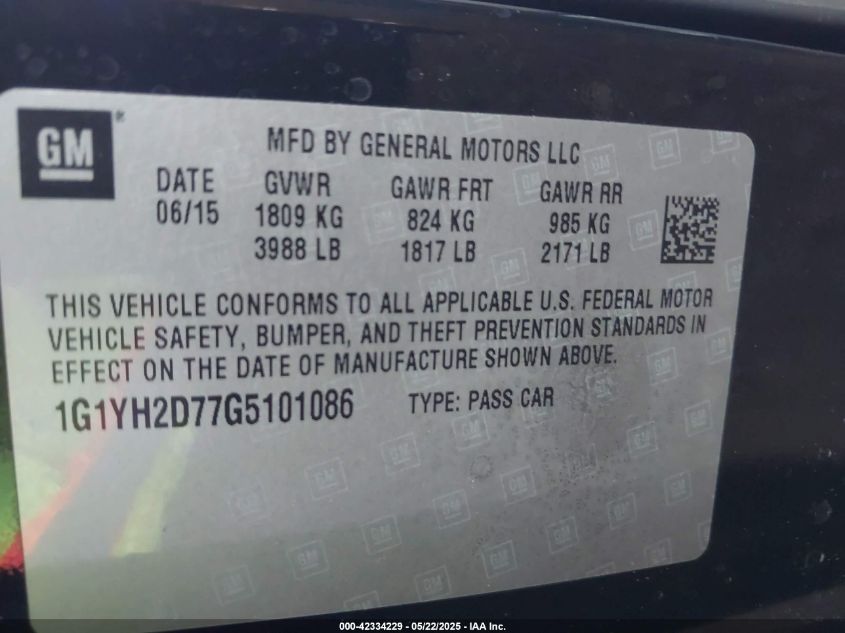 GM
MFD BY GENERAL MOTORS LLC
DATE GVWR GAWR FRT GAWR RR
06/15 1809 KG 824 KG 985 KG
3988 LB 1817 LB 2171 LB
THIS VEHICLE CONFORMS TO ALL APPLICABLE U.S. FEDERAL MOTOR
VEHICLE SAFETY, BUMPER, AND THEFT PREVENTION STANDARDS IN
EFFECT ON THE DATE OF MANUFACTURE SHOWN ABOVE.
1G1YH2D77G5101086 TYPE: PASS CAR
000-42334229 - 05/22/2025 - IAA Inc.